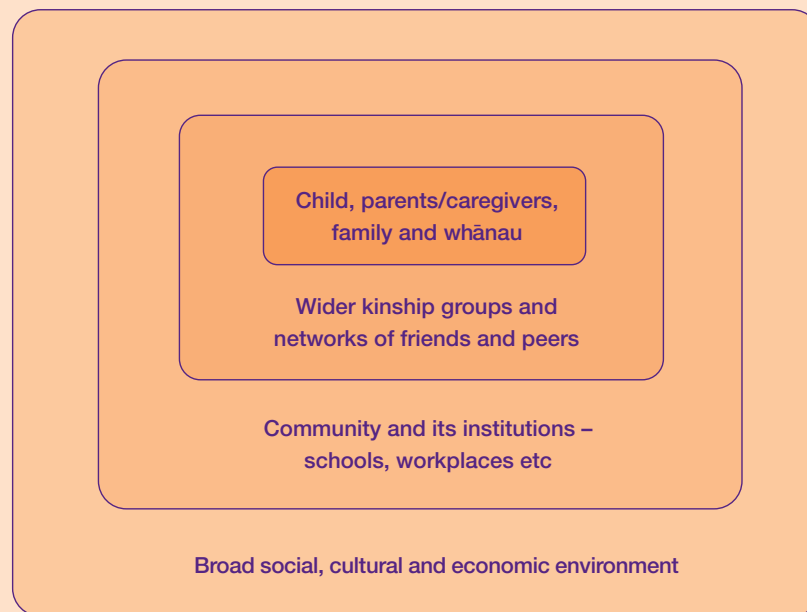 Child, parents/caregivers,
family and whānau
Wider kinship groups and
networks of friends and peers
Community and its institutions –
schools, workplaces etc
Broad social, cultural and economic environment